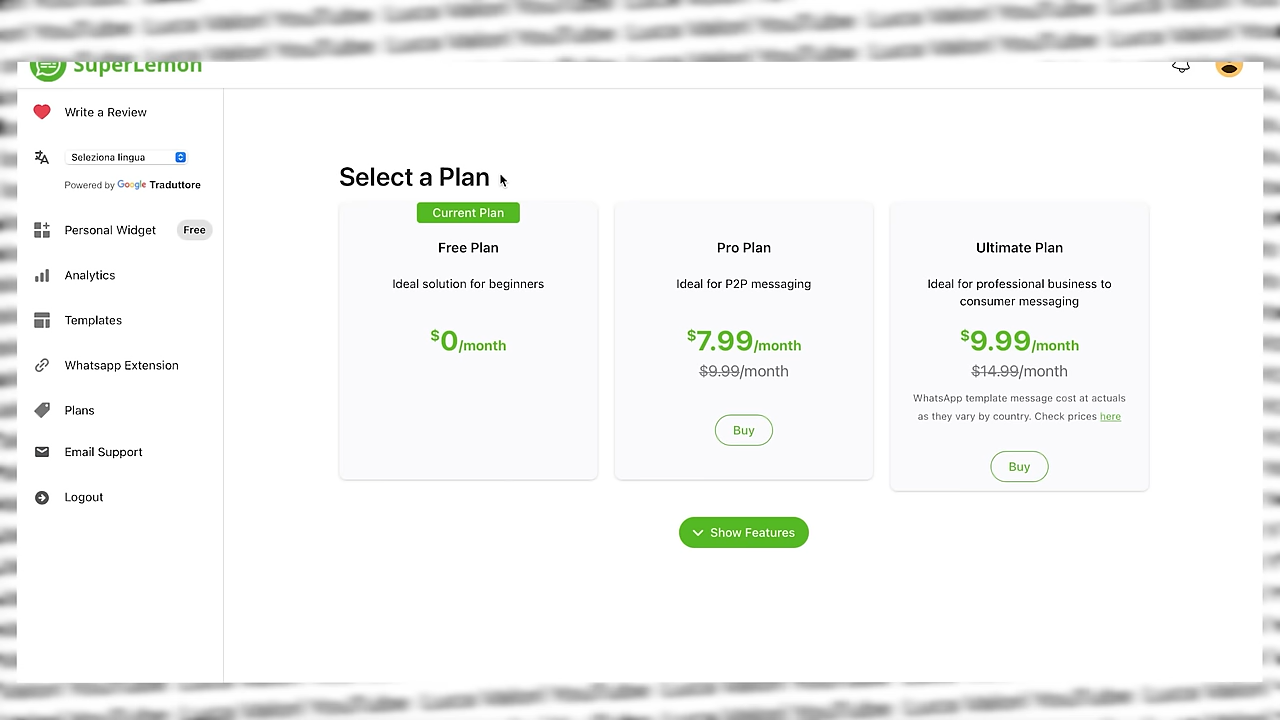 SuperLemon
Write a Review
Seleziona lingua
Powered by Google Traduttore
Personal Widget Free
Analytics
Templates
Whatsapp Extension
Plans
Email Support
Logout
Select a Plan
Current Plan
Free Plan
Ideal solution for beginners
$0/month
Pro Plan
Ideal for P2P messaging
$7.99/month
$9.99/month
Buy
Ultimate Plan
Ideal for professional business to
consumer messaging
$9.99/month
$14.99/month
WhatsApp template message cost at actuals
as they vary by country. Check prices here
Buy
Show Features